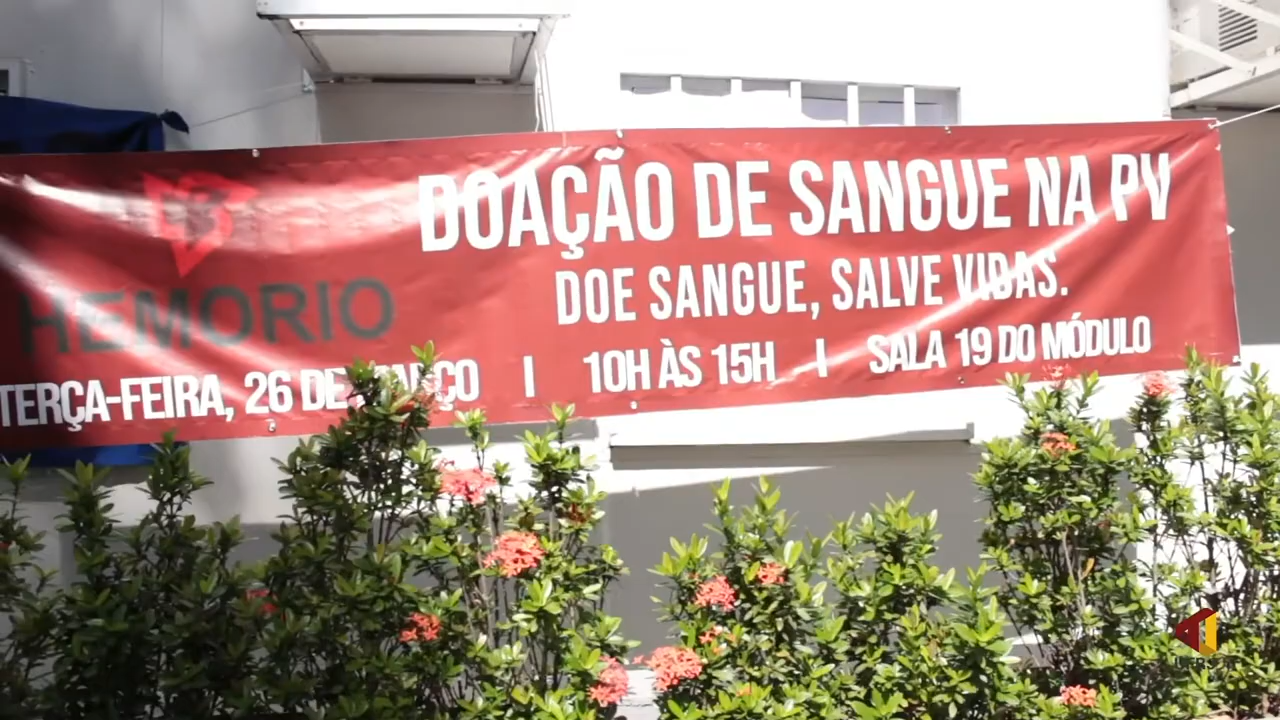 DOAÇÃO DE SANGUE NA PV
DOE SANGUE, SALVE VIDAS.
HEMORIO
TERÇA-FEIRA, 26 DE MARÇO | 10H ÀS 15H | SALA 19 DO MÓDULO